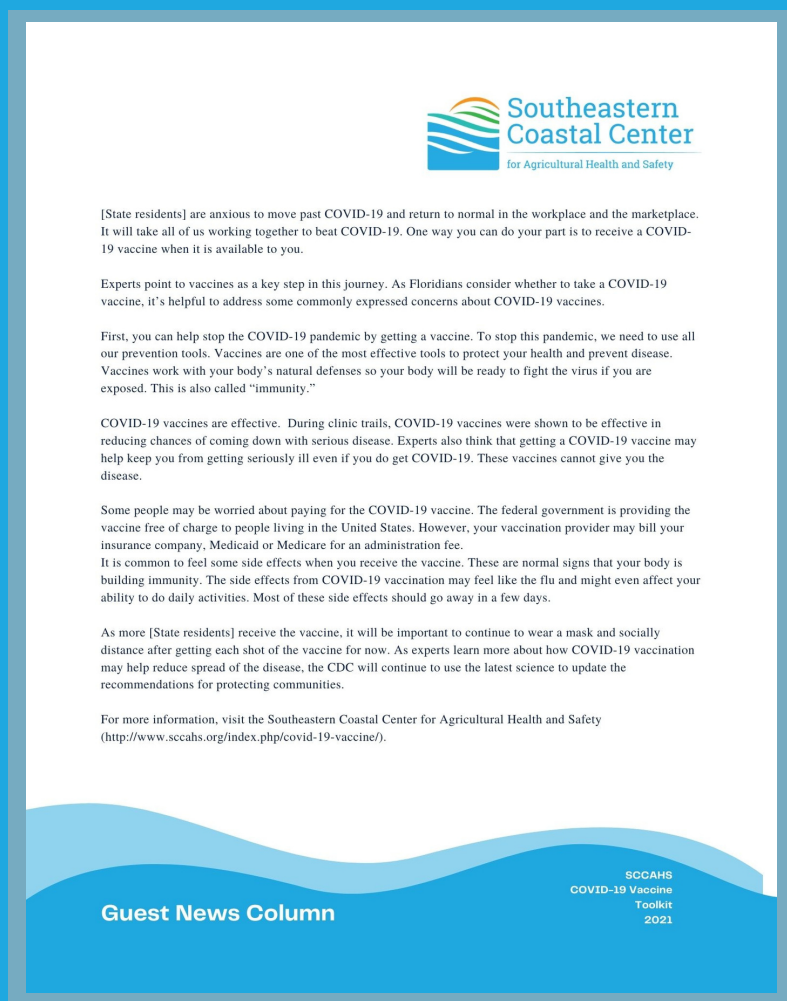 Southeastern
Coastal Center
for Agricultural Health and Safety
[State residents] are anxious to move past COVID-19 and return to normal in the workplace and the marketplace.
It will take all of us working together to beat COVID-19. One way you can do your part is to receive a COVID-
19 vaccine when it is available to you.
Experts point to vaccines as a key step in this journey. As Floridians consider whether to take a COVID-19
vaccine, it’s helpful to address some commonly expressed concerns about COVID-19 vaccines.
First, you can help stop the COVID-19 pandemic by getting a vaccine. To stop this pandemic, we need to use all
our prevention tools. Vaccines are one of the most effective tools to protect your health and prevent disease.
Vaccines work with your body’s natural defenses so your body will be ready to fight the virus if you are
exposed. This is also called “immunity.”
COVID-19 vaccines are effective.  During clinic trails, COVID-19 vaccines were shown to be effective in
reducing chances of coming down with serious disease. Experts also think that getting a COVID-19 vaccine may
help keep you from getting seriously ill even if you do get COVID-19. These vaccines cannot give you the
disease.
Some people may be worried about paying for the COVID-19 vaccine. The federal government is providing the
vaccine free of charge to people living in the United States. However, your vaccination provider may bill your
insurance company, Medicaid or Medicare for an administration fee.
It is common to feel some side effects when you receive the vaccine. These are normal signs that your body is
building immunity. The side effects from COVID-19 vaccination may feel like the flu and might even affect your
ability to do daily activities. Most of these side effects should go away in a few days.
As more [State residents] receive the vaccine, it will be important to continue to wear a mask and socially
distance after getting each shot of the vaccine for now. As experts learn more about how COVID-19 vaccination
may help reduce spread of the disease, the CDC will continue to use the latest science to update the
recommendations for protecting communities.
For more information, visit the Southeastern Coastal Center for Agricultural Health and Safety
(http://www.sccahs.org/index.php/covid-19-vaccine/).
Guest News Column
SCCAHS
COVID-19 Vaccine
Toolkit
2021